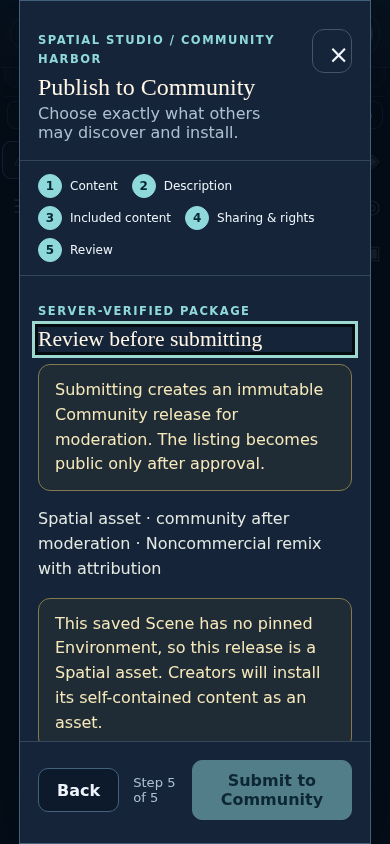 SPATIAL STUDIO / COMMUNITY
HARBOR
×
Publish to Community
Choose exactly what others
may discover and install.
1 Content 2 Description
3 Included content 4 Sharing & rights
5 Review
SERVER-VERIFIED PACKAGE
Review before submitting
Submitting creates an immutable
Community release for
moderation. The listing becomes
public only after approval.
Spatial asset · community after
moderation · Noncommercial remix
with attribution
This saved Scene has no pinned
Environment, so this release is a
Spatial asset. Creators will install
its self-contained content as an
asset.
Back
Step 5
of 5
Submit to
Community